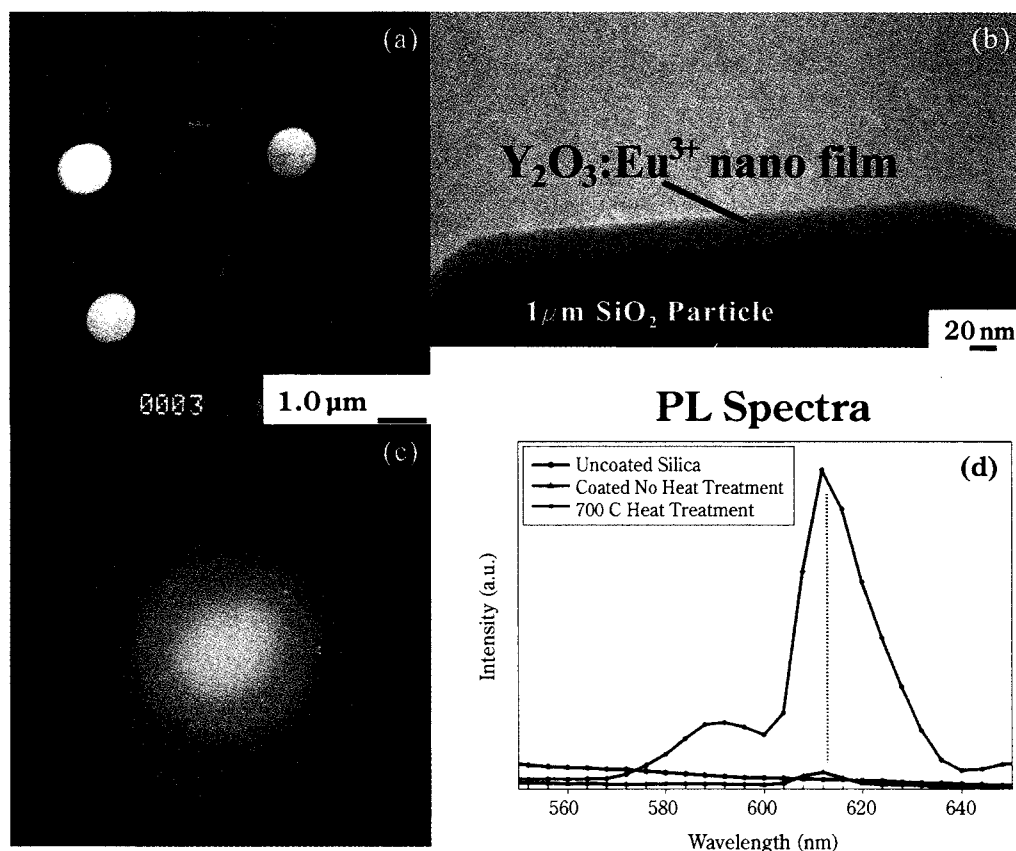 (a)
0003
1.0 μm
(b)
Y₂O₃:Eu³⁺ nano film
1μm SiO₂ Particle
20 nm
(c)
PL Spectra
(d)
Uncoated Silica
Coated No Heat Treatment
700 C Heat Treatment
Intensity (a.u.)
560 580 600 620 640
Wavelength (nm)